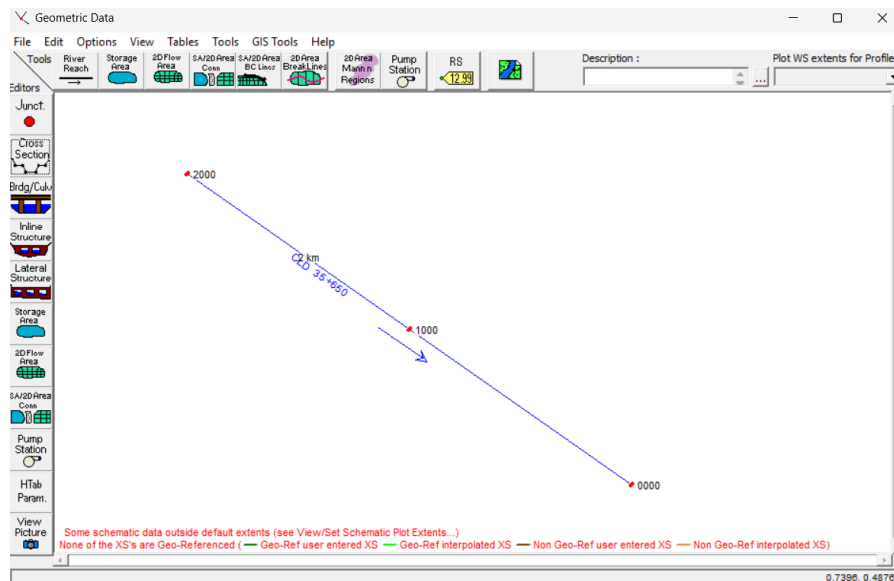 Geometric Data
File Edit Options View Tables Tools GIS Tools Help
Tools
Editors
River
Reach
Storage
Area
2D Flow
Area
SA/2D Area
Conn
SA/2D Area
BC Lines
2D Area
BreakLines
2D Area
Mann n
Regions
Pump
Station
RS
12.99
Description :
...
Plot WS extents for Profile
Junct.
Cross
Section
Brdg/Culv
Inline
Structure
Lateral
Structure
Storage
Area
2D Flow
Area
SA/2D Area
Conn
Pump
Station
HTab
Param.
View
Picture
2000
2 km
CLD 35+650
1000
0000
Some schematic data outside default extents (see View/Set Schematic Plot Extents...)
None of the XS's are Geo-Referenced ( Geo-Ref user entered XS Geo-Ref interpolated XS Non Geo-Ref user entered XS Non Geo-Ref interpolated XS)
0.7396, 0.4876